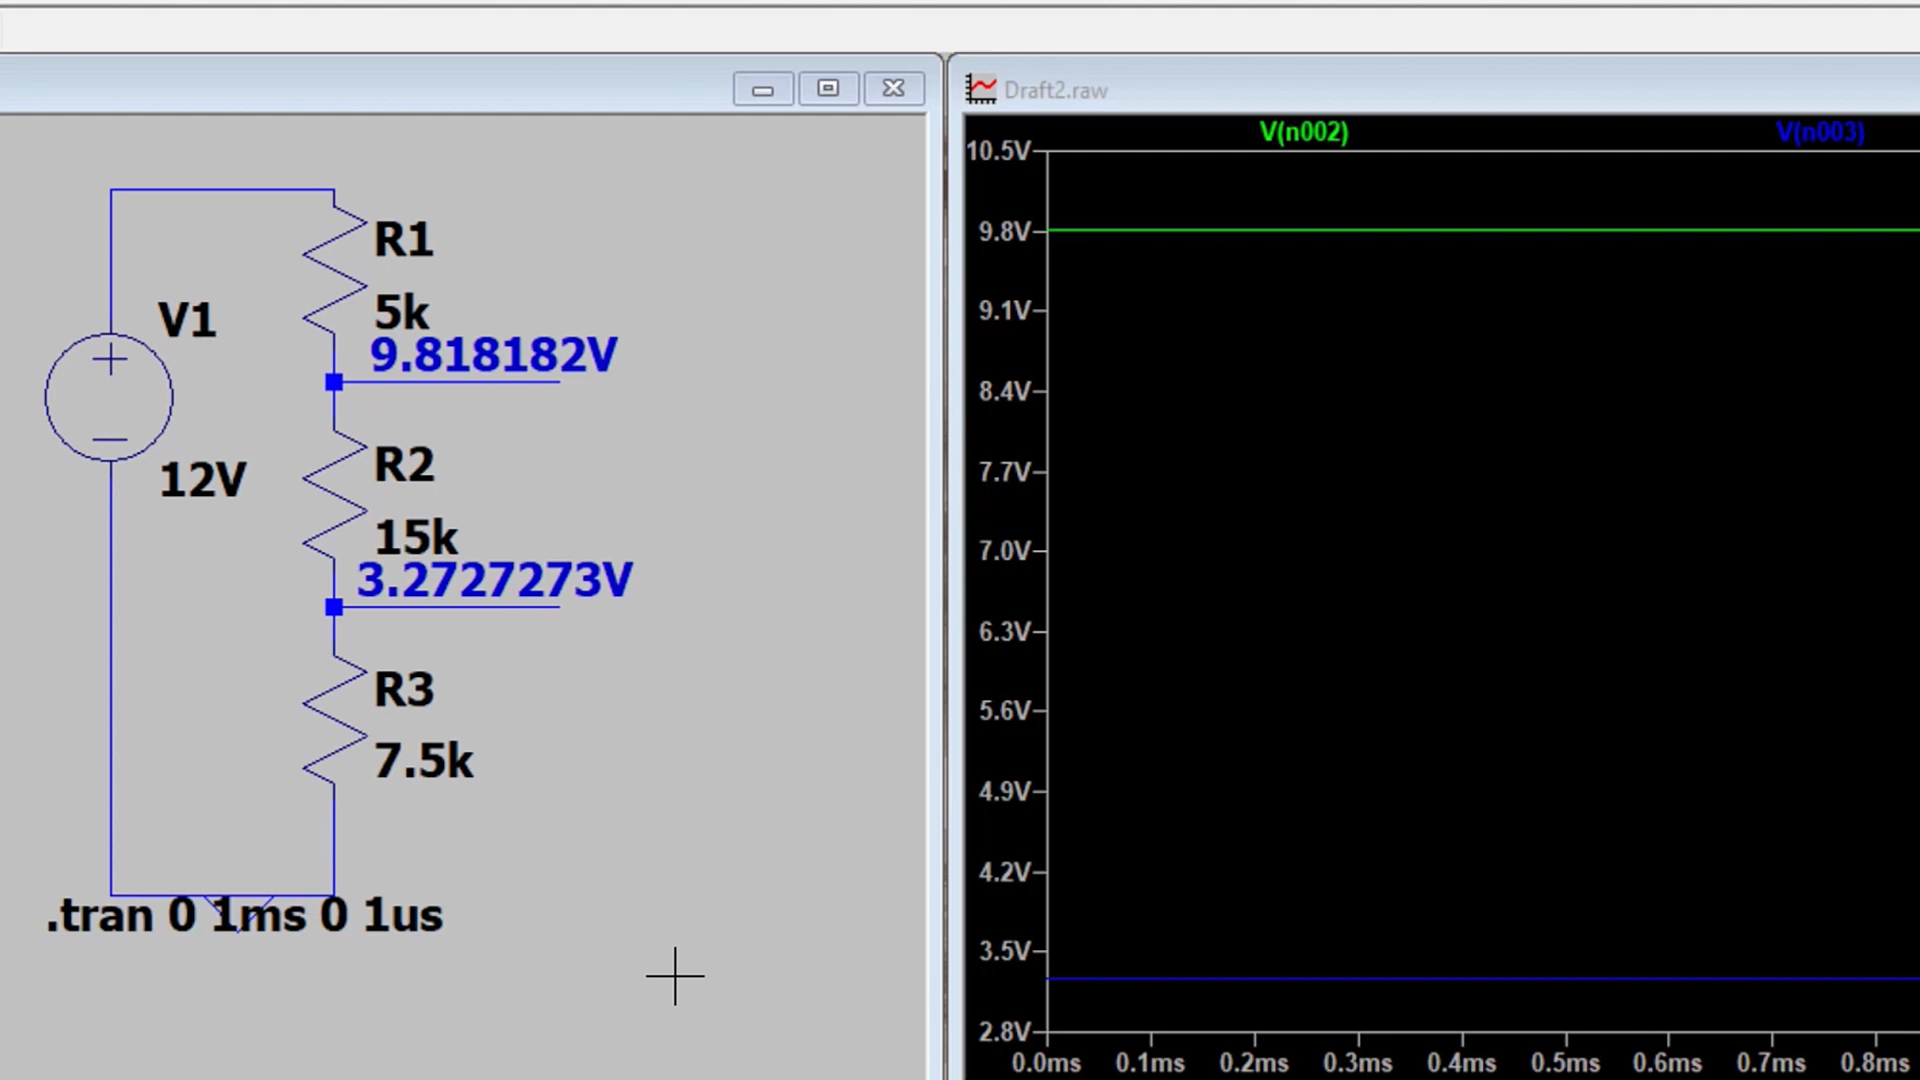 Draft2.raw
V(n002)
V(n003)
R1
5k
9.818182V
V1
12V
R2
15k
3.2727273V
R3
7.5k
.tran 0 1ms 0 1us
10.5V
9.8V
9.1V
8.4V
7.7V
7.0V
6.3V
5.6V
4.9V
4.2V
3.5V
2.8V
0.0ms 0.1ms 0.2ms 0.3ms 0.4ms 0.5ms 0.6ms 0.7ms 0.8ms